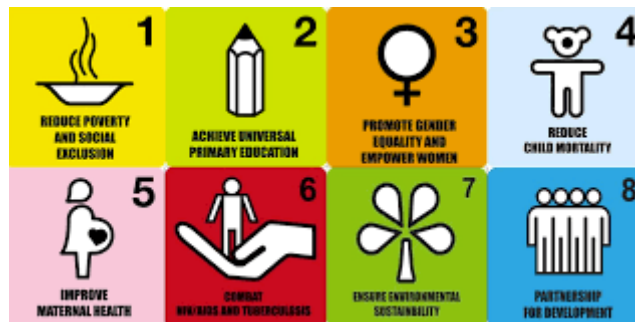 1
REDUCE POVERTY
AND SOCIAL
EXCLUSION
2
ACHIEVE UNIVERSAL
PRIMARY EDUCATION
3
PROMOTE GENDER
EQUALITY AND
EMPOWER WOMEN
4
REDUCE
CHILD MORTALITY
5
IMPROVE
MATERNAL HEALTH
6
COMBAT
HIV/AIDS AND TUBERCULOSIS
7
ENSURE ENVIRONMENTAL
SUSTAINABILITY
8
PARTNERSHIP
FOR DEVELOPMENT